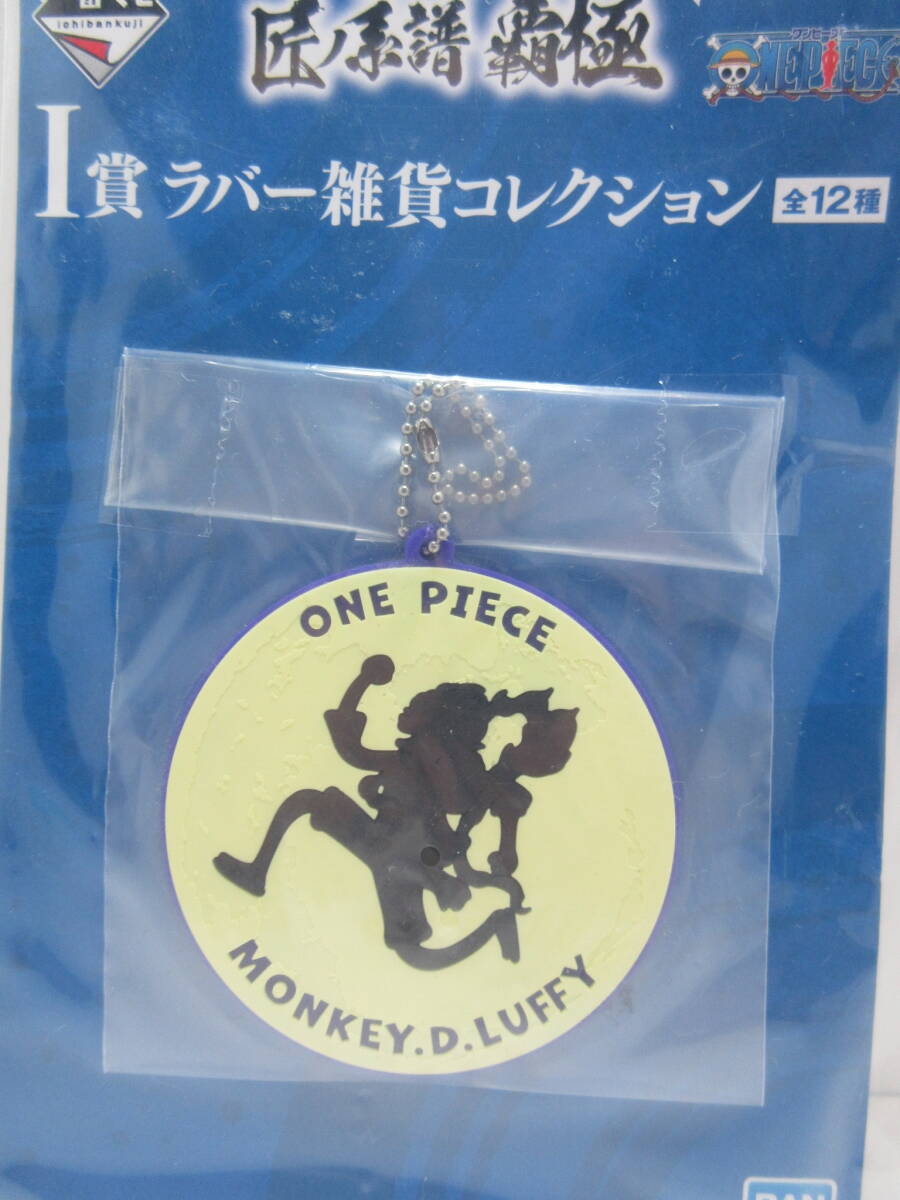 ichibankuji
匠ノ系譜 覇極
ワンピース
ONE PIECE
I賞 ラバー雑貨コレクション 全12種
ONE PIECE
MONKEY.D.LUFFY
BAN